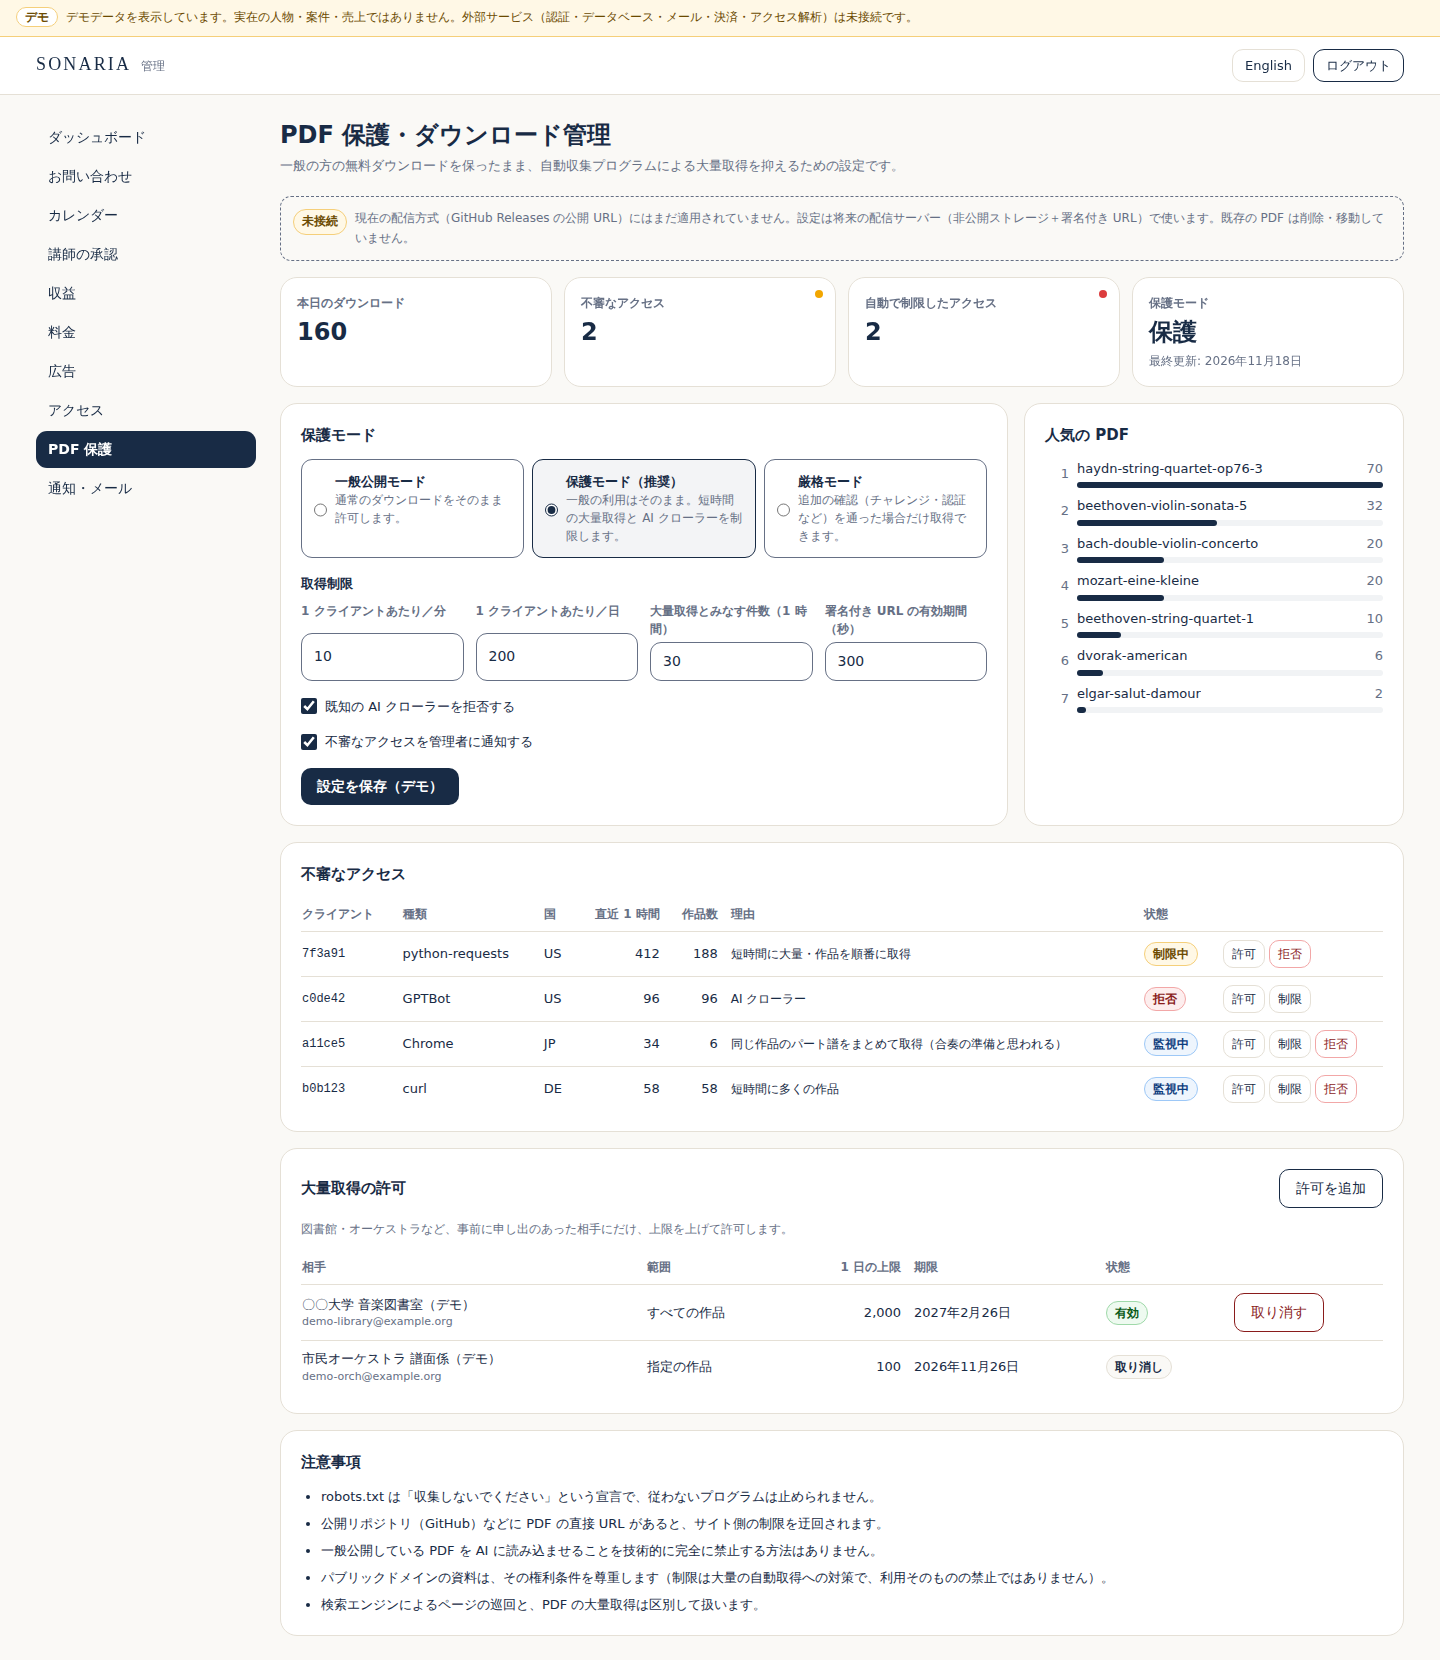 デモ デモデータを表示しています。実在の人物・案件・売上ではありません。外部サービス（認証・データベース・メール・決済・アクセス解析）は未接続です。
SONARIA 管理
English ログアウト
ダッシュボード
お問い合わせ
カレンダー
講師の承認
収益
料金
広告
アクセス
PDF 保護
通知・メール
PDF 保護・ダウンロード管理
一般の方の無料ダウンロードを保ったまま、自動収集プログラムによる大量取得を抑えるための設定です。
未接続 現在の配信方式（GitHub Releases の公開 URL）にはまだ適用されていません。設定は将来の配信サーバー（非公開ストレージ＋署名付き URL）で使います。既存の PDF は削除・移動して
いません。
本日のダウンロード
160
不審なアクセス
2
自動で制限したアクセス
2
保護モード
保護
最終更新: 2026年11月18日
保護モード
一般公開モード
通常のダウンロードをそのまま
許可します。
保護モード（推奨）
一般の利用はそのまま。短時間
の大量取得と AI クローラーを制
限します。
厳格モード
追加の確認（チャレンジ・認証
など）を通った場合だけ取得で
きます。
取得制限
1 クライアントあたり／分
10
1 クライアントあたり／日
200
大量取得とみなす件数（1 時
間）
30
署名付き URL の有効期間
（秒）
300
既知の AI クローラーを拒否する
不審なアクセスを管理者に通知する
設定を保存（デモ）
人気の PDF
1 haydn-string-quartet-op76-3 70
2 beethoven-violin-sonata-5 32
3 bach-double-violin-concerto 20
4 mozart-eine-kleine 20
5 beethoven-string-quartet-1 10
6 dvorak-american 6
7 elgar-salut-damour 2
不審なアクセス
クライアント 種類 国 直近 1 時間 作品数 理由 状態
7f3a91 python-requests US 412 188 短時間に大量・作品を順番に取得 制限中 許可 拒否
c0de42 GPTBot US 96 96 AI クローラー 拒否 許可 制限
a11ce5 Chrome JP 34 6 同じ作品のパート譜をまとめて取得（合奏の準備と思われる） 監視中 許可 制限 拒否
b0b123 curl DE 58 58 短時間に多くの作品 監視中 許可 制限 拒否
大量取得の許可
許可を追加
図書館・オーケストラなど、事前に申し出のあった相手にだけ、上限を上げて許可します。
相手 範囲 1 日の上限 期限 状態
〇〇大学 音楽図書室（デモ）
demo-library@example.org
すべての作品 2,000 2027年2月26日 有効 取り消す
市民オーケストラ 譜面係（デモ）
demo-orch@example.org
指定の作品 100 2026年11月26日 取り消し
注意事項
• robots.txt は「収集しないでください」という宣言で、従わないプログラムは止められません。
• 公開リポジトリ（GitHub）などに PDF の直接 URL があると、サイト側の制限を迂回されます。
• 一般公開している PDF を AI に読み込ませることを技術的に完全に禁止する方法はありません。
• パブリックドメインの資料は、その権利条件を尊重します（制限は大量の自動取得への対策で、利用そのものの禁止ではありません）。
• 検索エンジンによるページの巡回と、PDF の大量取得は区別して扱います。